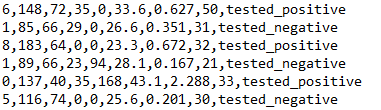 6,148,72,35,0,33.6,0.627,50,tested_positive
1,85,66,29,0,26.6,0.351,31,tested_negative
8,183,64,0,0,23.3,0.672,32,tested_positive
1,89,66,23,94,28.1,0.167,21,tested_negative
0,137,40,35,168,43.1,2.288,33,tested_positive
5,116,74,0,0,25.6,0.201,30,tested_negative